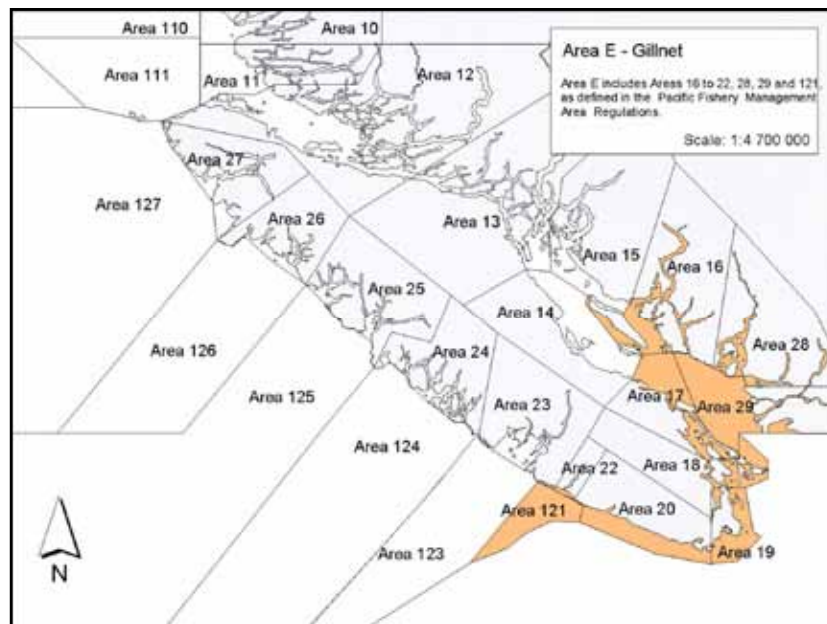 Area 110
Area 10
Area 111
Area 11
Area 12
Area E - Gillnet
Area E includes Areas 16 to 22, 28, 29 and 121,
as defined in the Pacific Fishery Management
Area Regulations.
Scale: 1:4 700 000
Area 27
Area 127
Area 26
Area 13
Area 15
Area 16
Area 25
Area 14
Area 28
Area 126
Area 24
Area 125
Area 17
Area 29
Area 23
Area 124
Area 22
Area 18
Area 121
Area 20
Area 123
Area 19
N